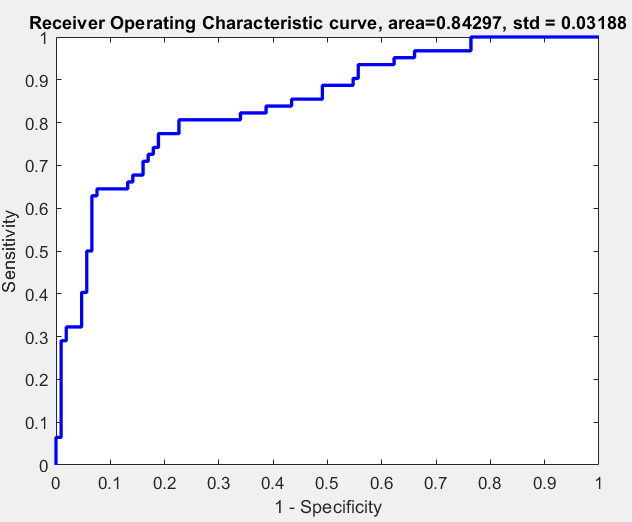 Receiver Operating Characteristic curve, area=0.84297, std = 0.03188
1
0.9
0.8
0.7
0.6
0.5
0.4
0.3
0.2
0.1
0
Sensitivity
0 0.1 0.2 0.3 0.4 0.5 0.6 0.7 0.8 0.9 1
1 - Specificity